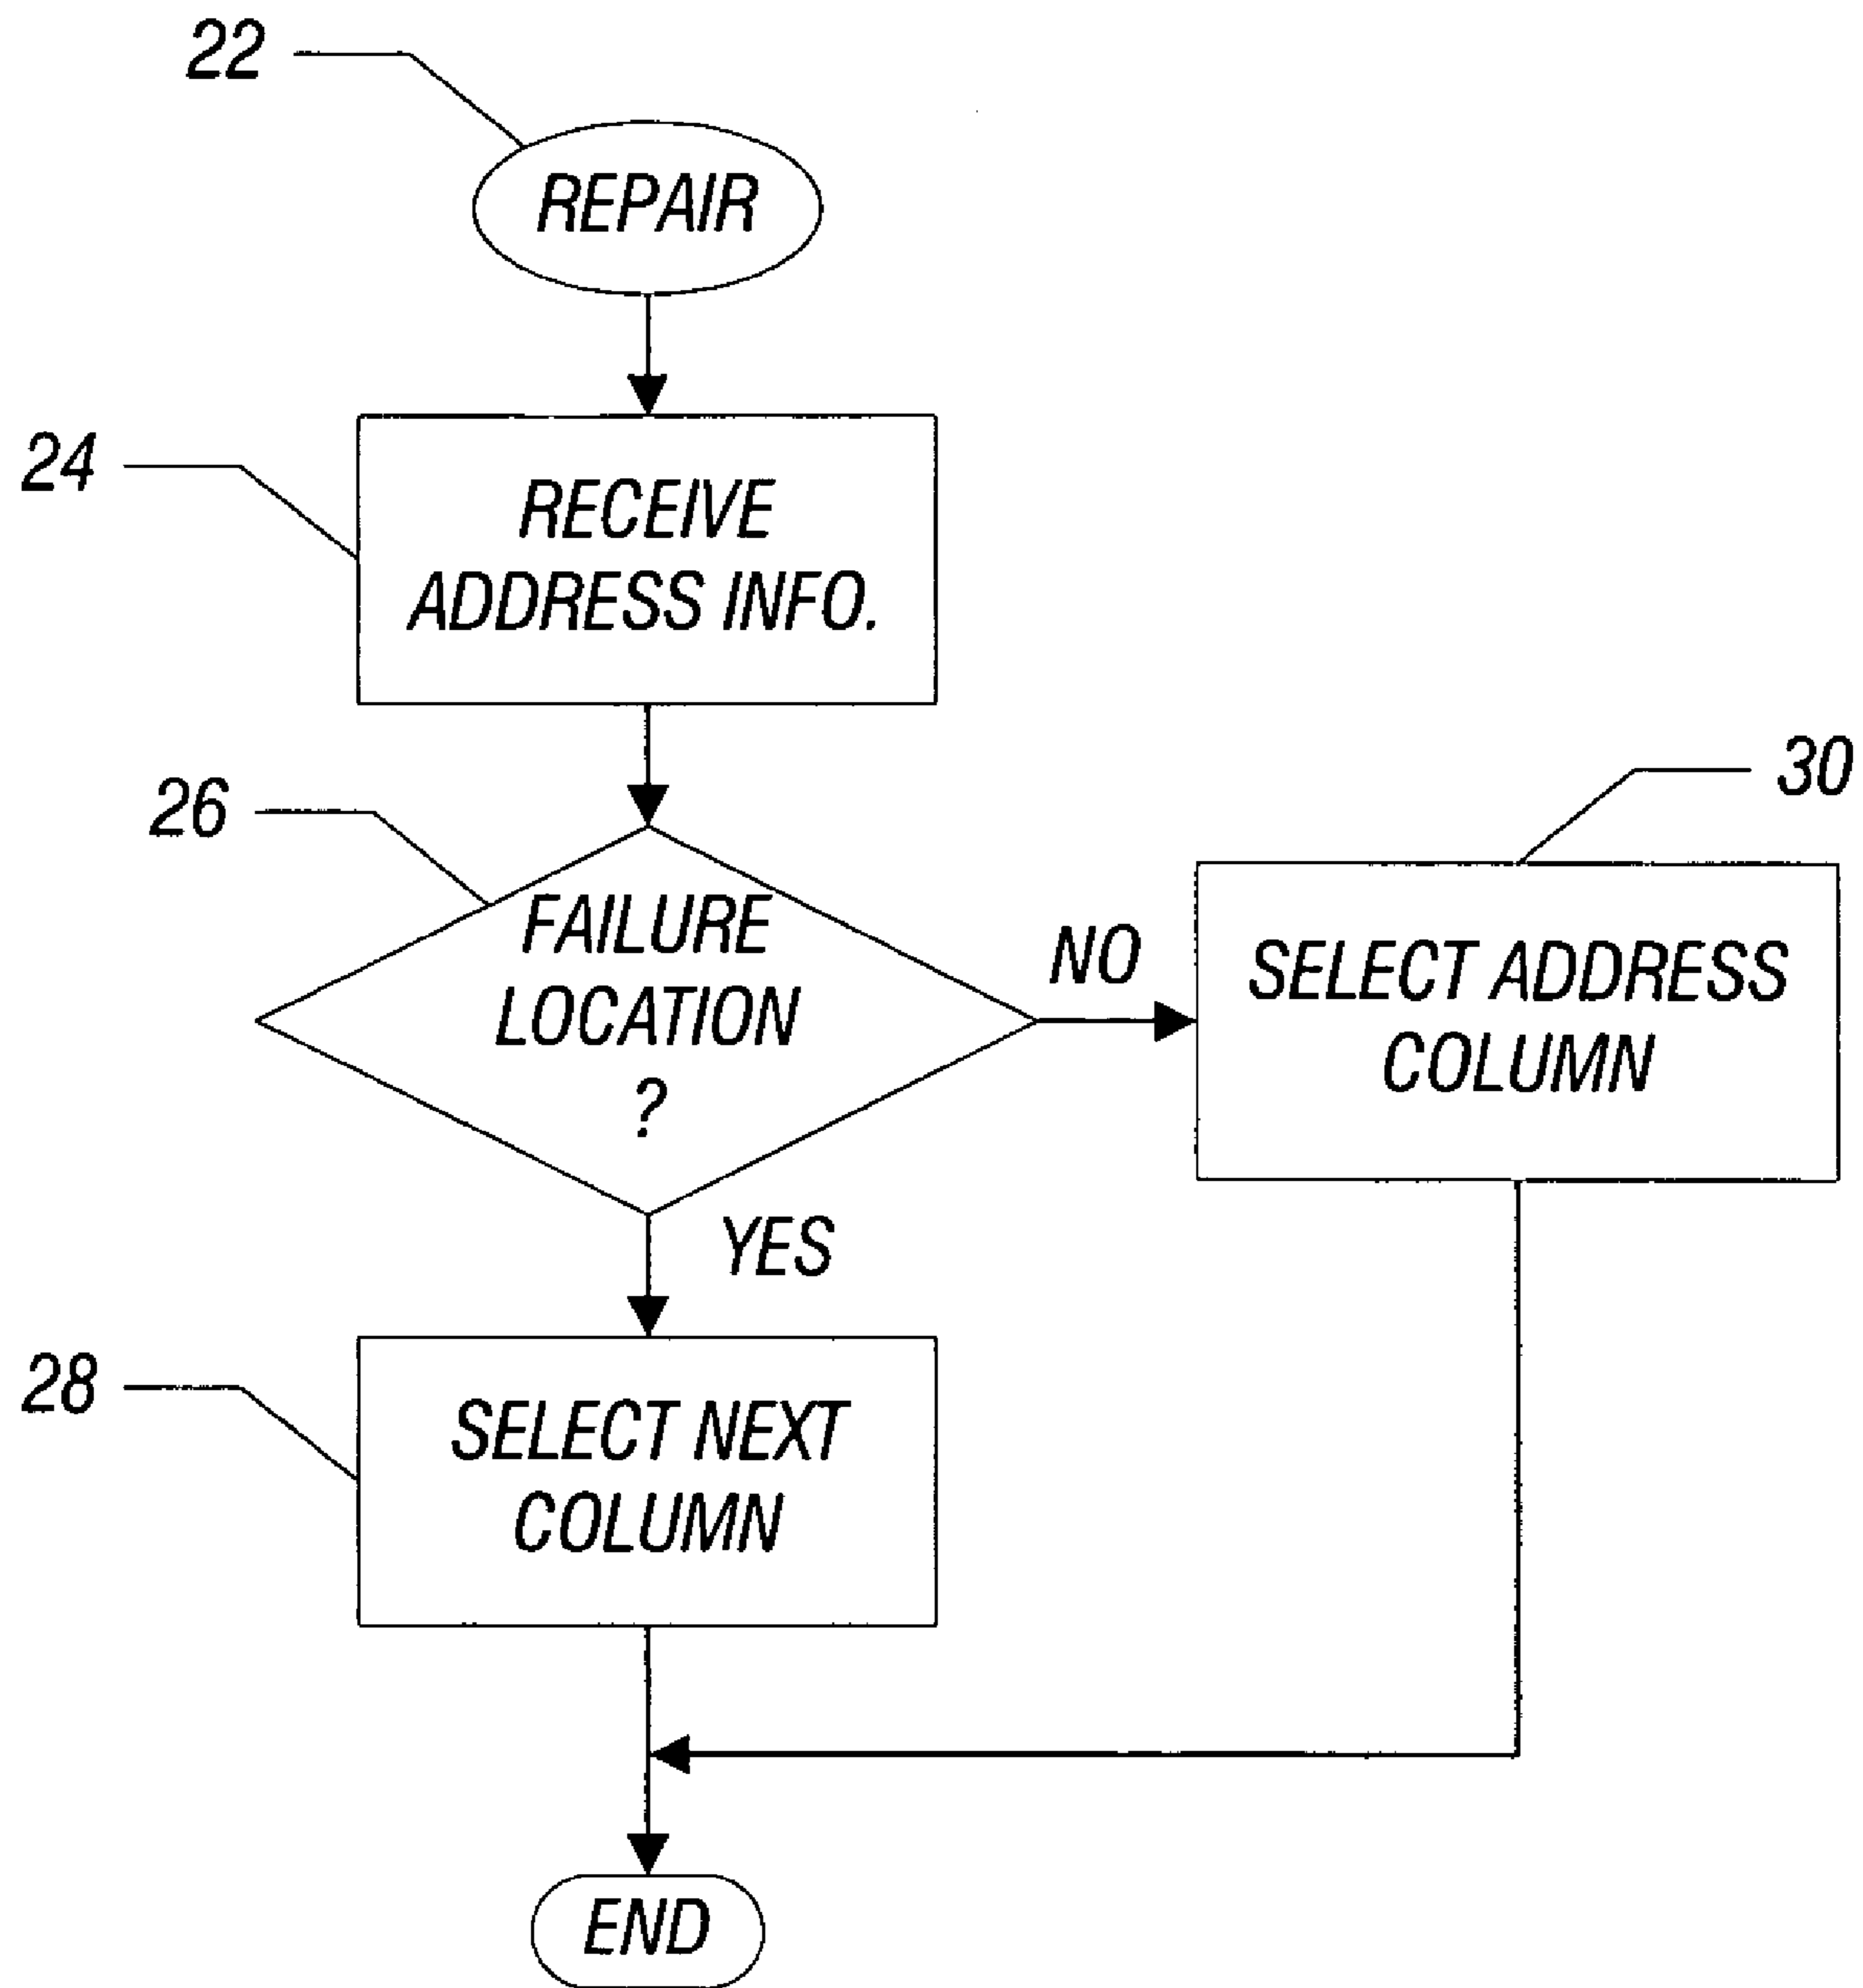 22
REPAIR
24
RECEIVE
ADDRESS INFO.
26
FAILURE
LOCATION
?
NO
30
SELECT ADDRESS
COLUMN
YES
28
SELECT NEXT
COLUMN
END